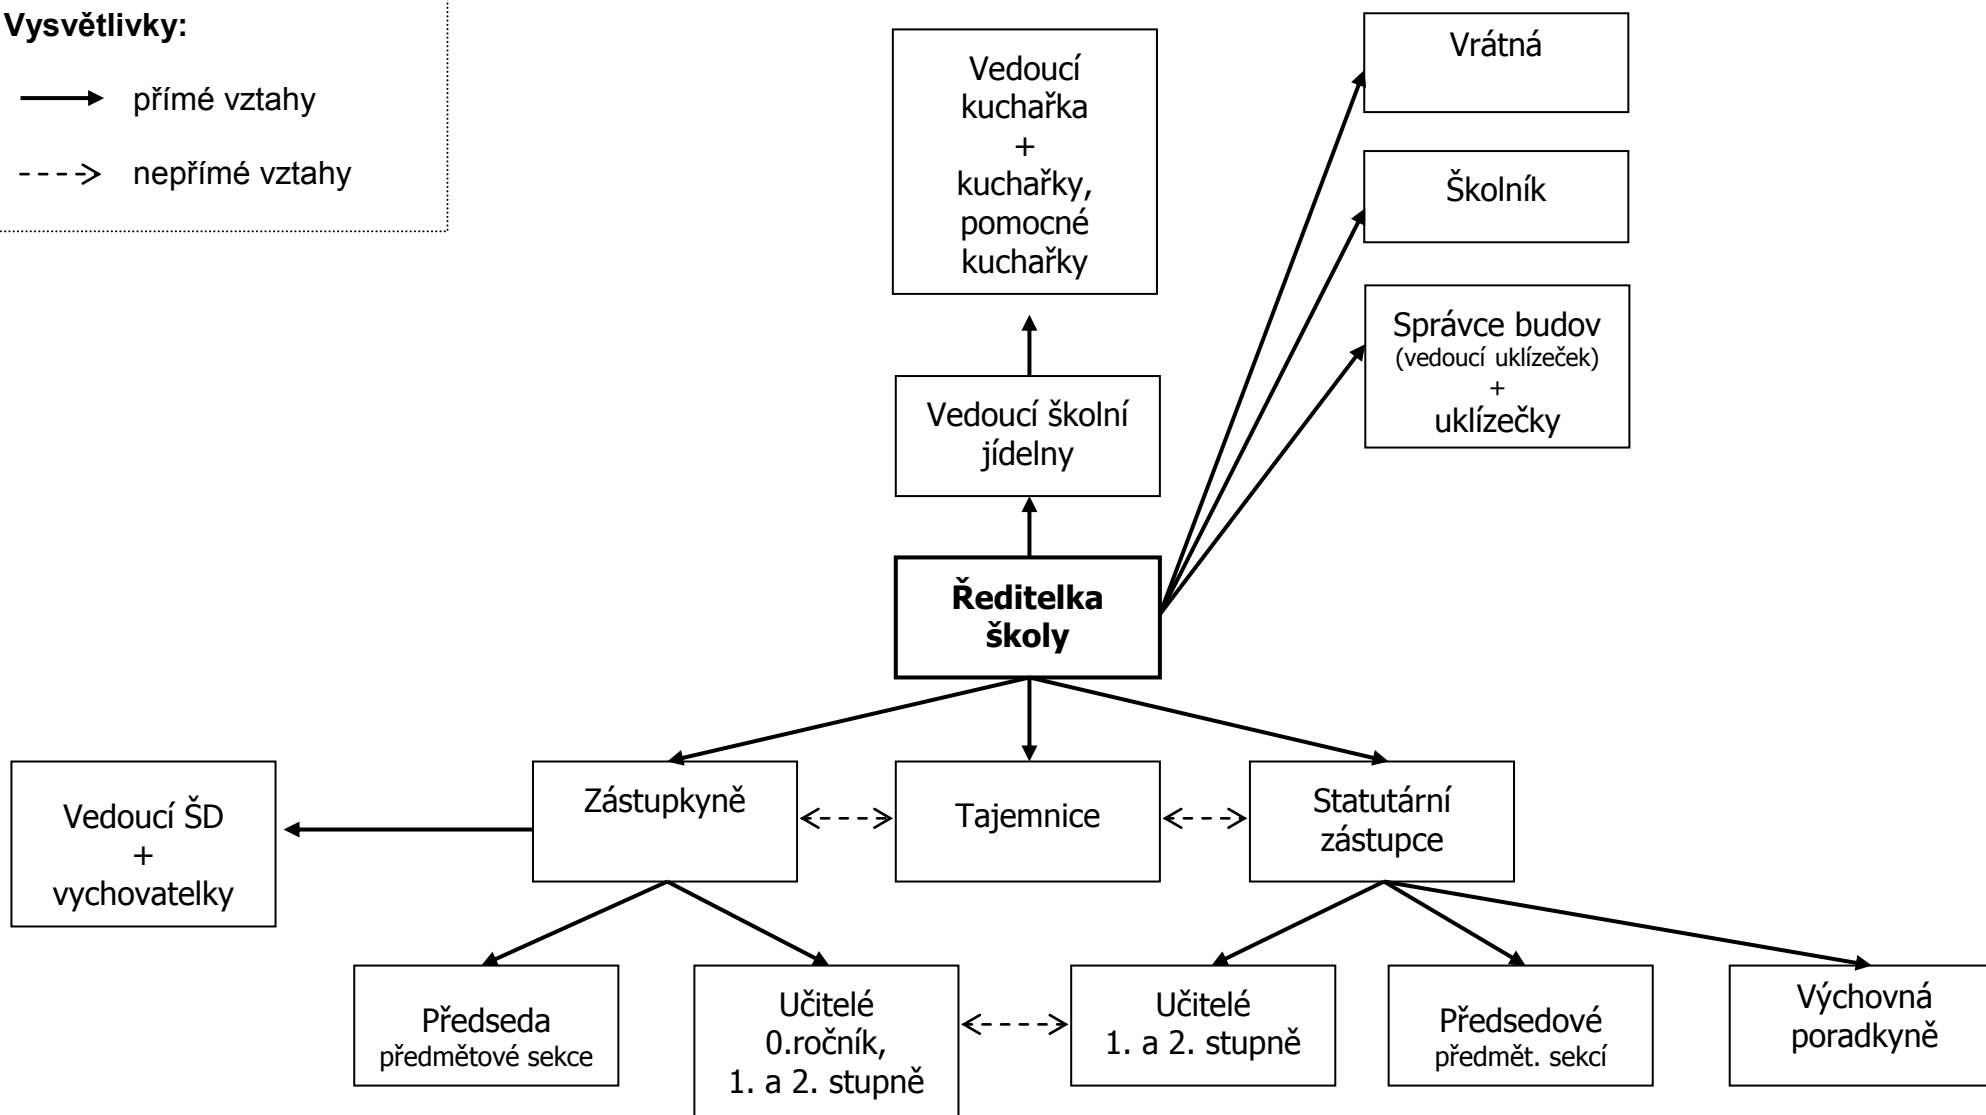 Vysvětlivky:
přímé vztahy
nepřímé vztahy
Vedoucí
kuchařka
+
kuchařky,
pomocné
kuchařky
Vrátná
Školník
Správce budov
(vedoucí uklízeček)
+
uklízečky
Vedoucí školní
jídelny
Ředitelka
školy
Vedoucí ŠD
+
vychovatelky
Zástupkyně
Tajemnice
Statutární
zástupce
Předseda
předmětové sekce
Učitelé
0.ročník,
1. a 2. stupně
Učitelé
1. a 2. stupně
Předsedové
předmět. sekcí
Výchovná
poradkyně